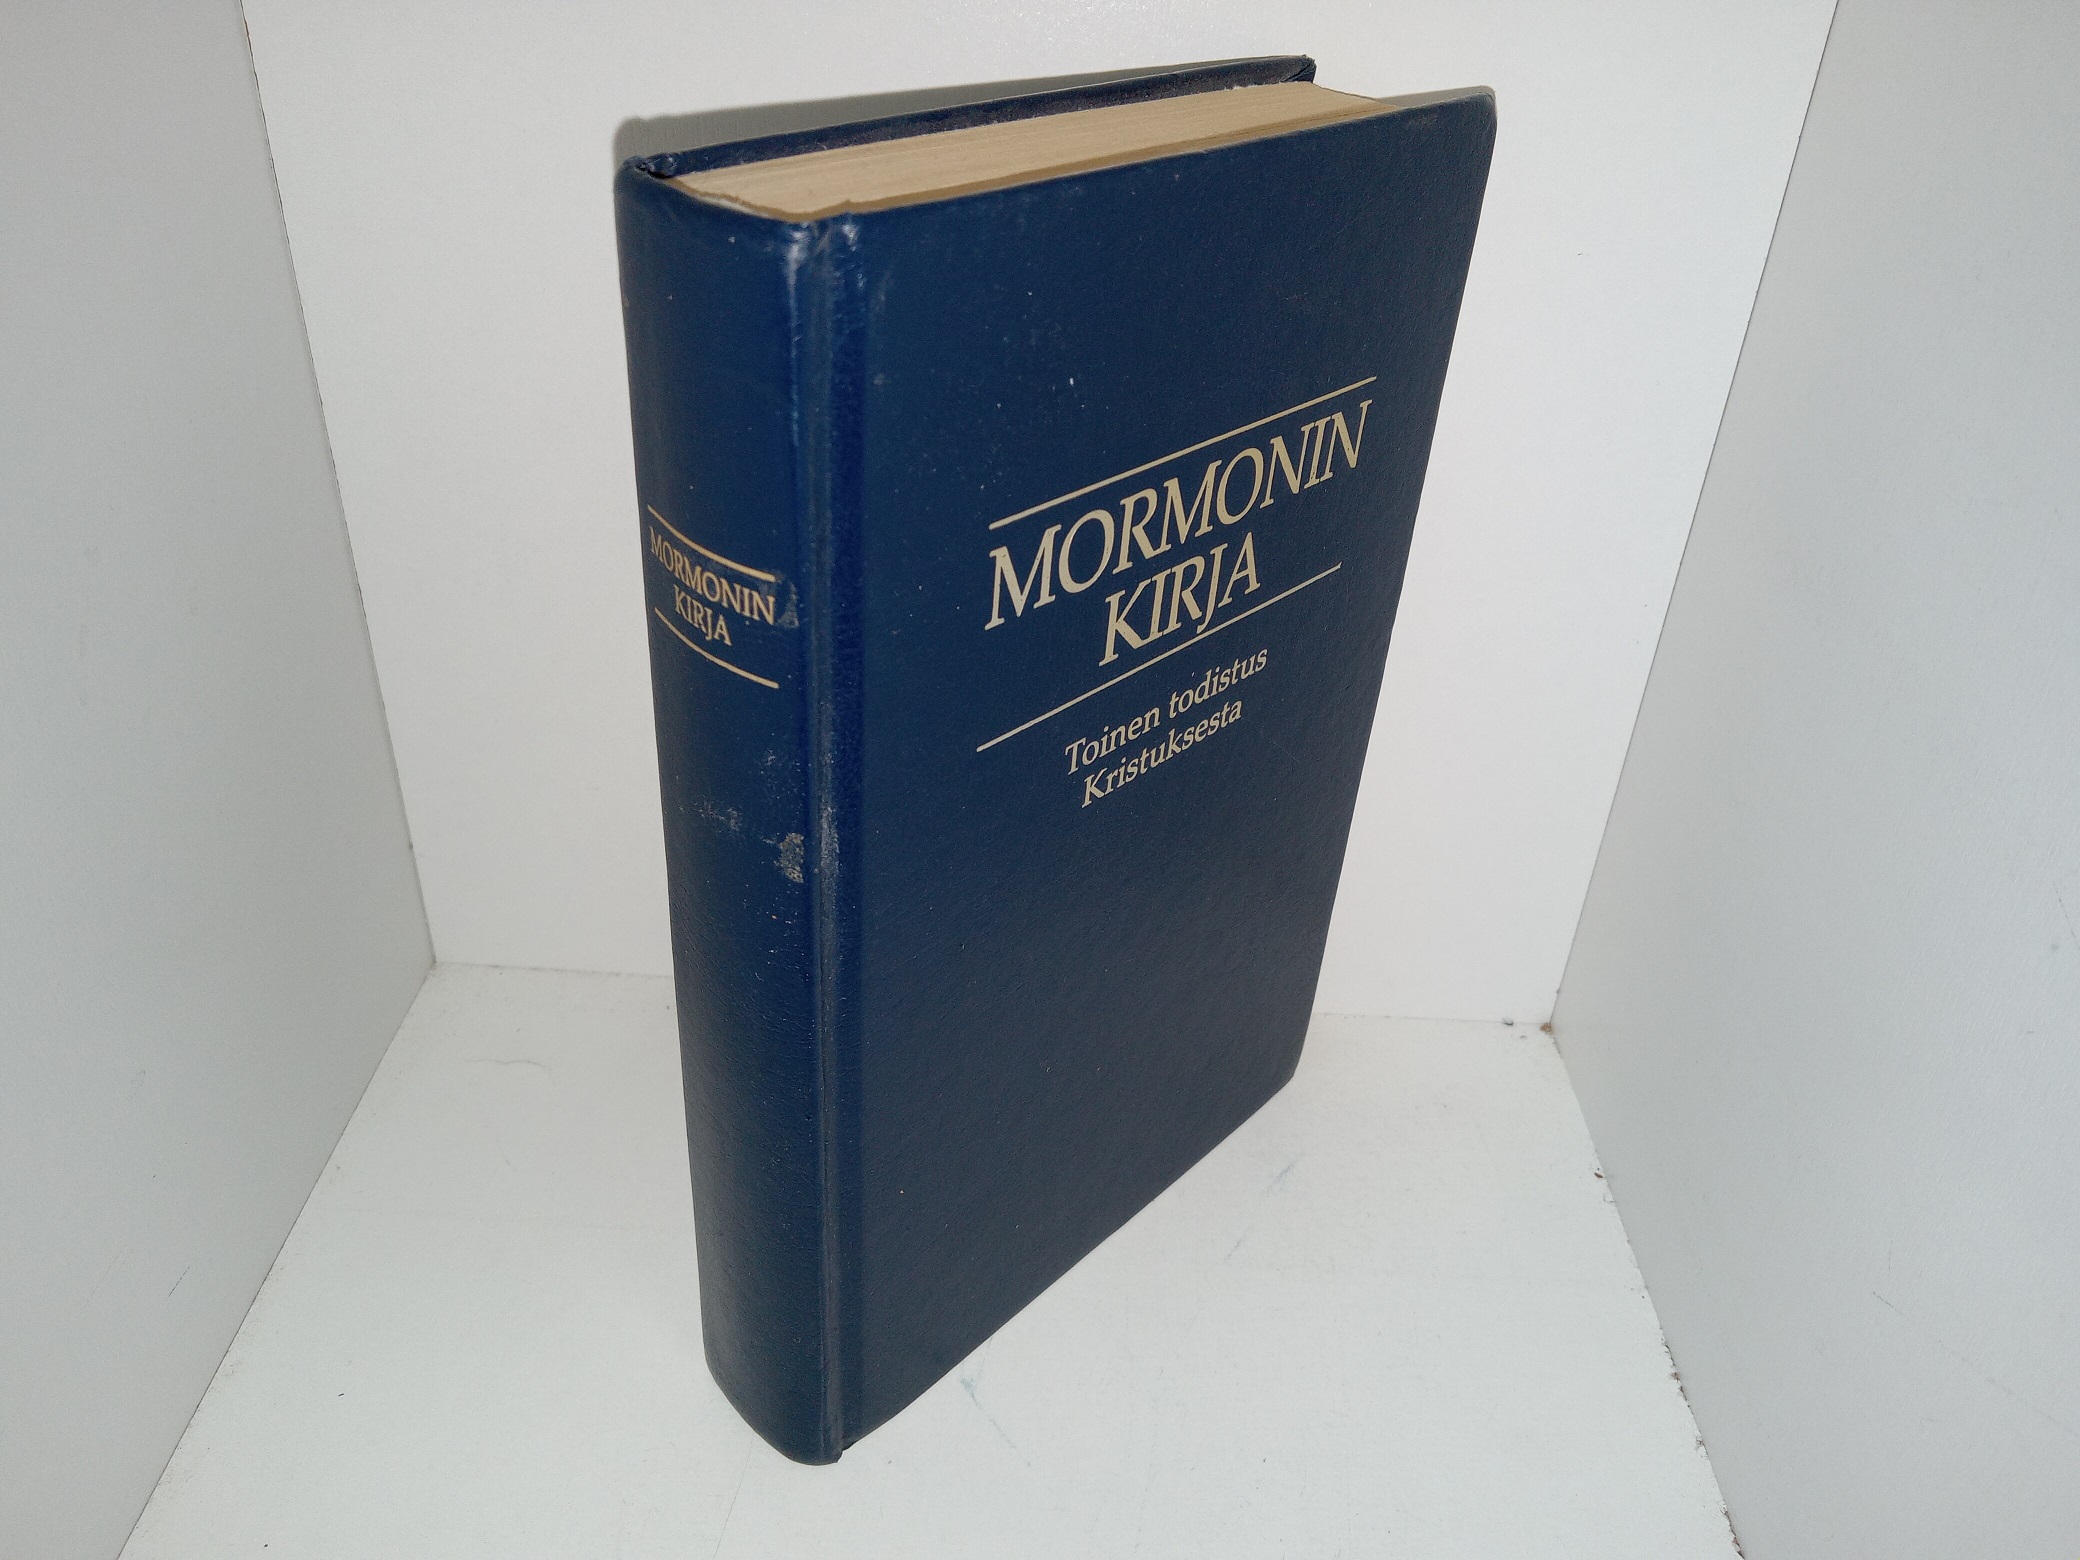 MORMONIN
KIRJA
MORMONIN
KIRJA
Toinen todistus
Kristuksesta